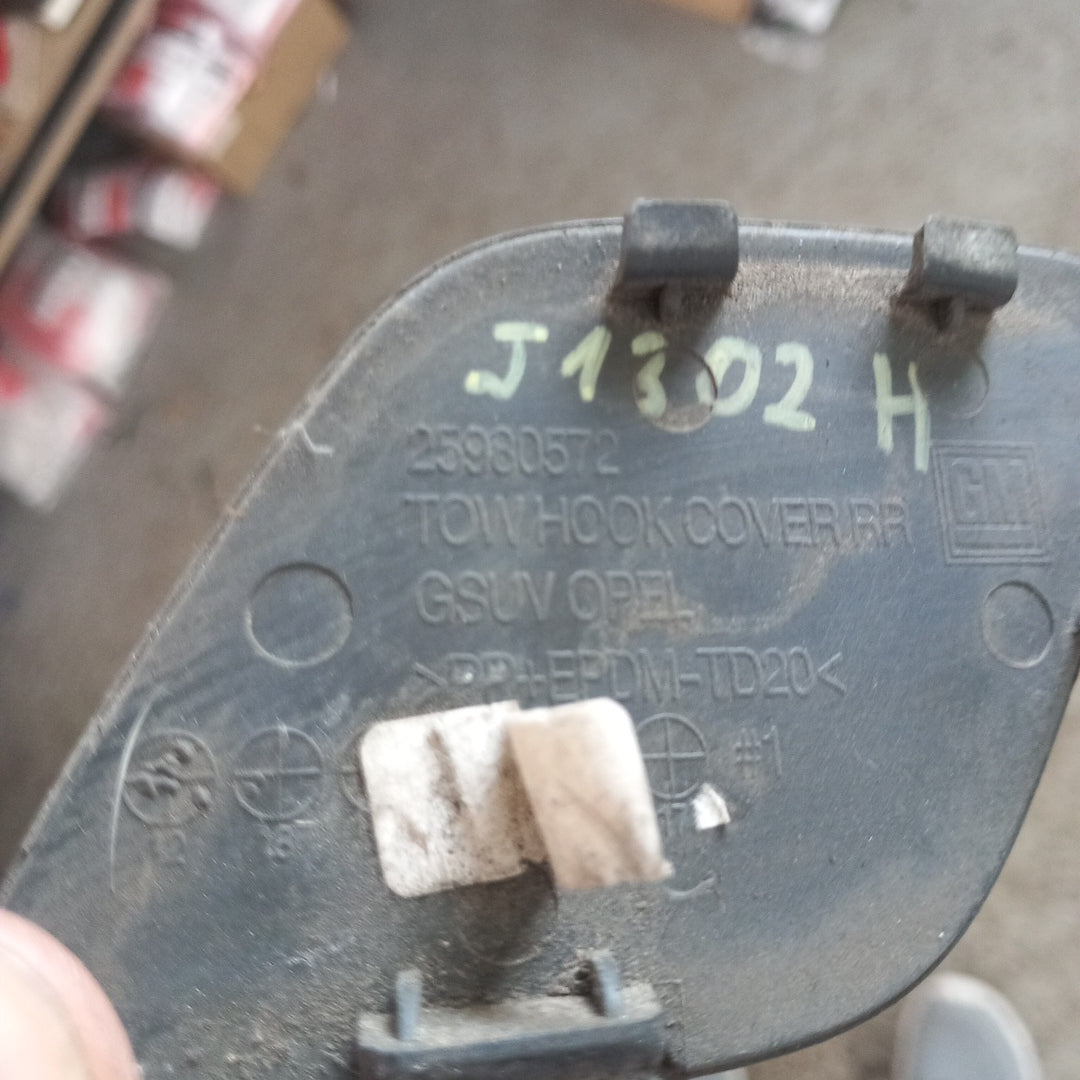 J1302 H
25980572
TOW HOOK COVER,RR
GM
GSUV OPEL
>PP+EPDM-TD20<
#1